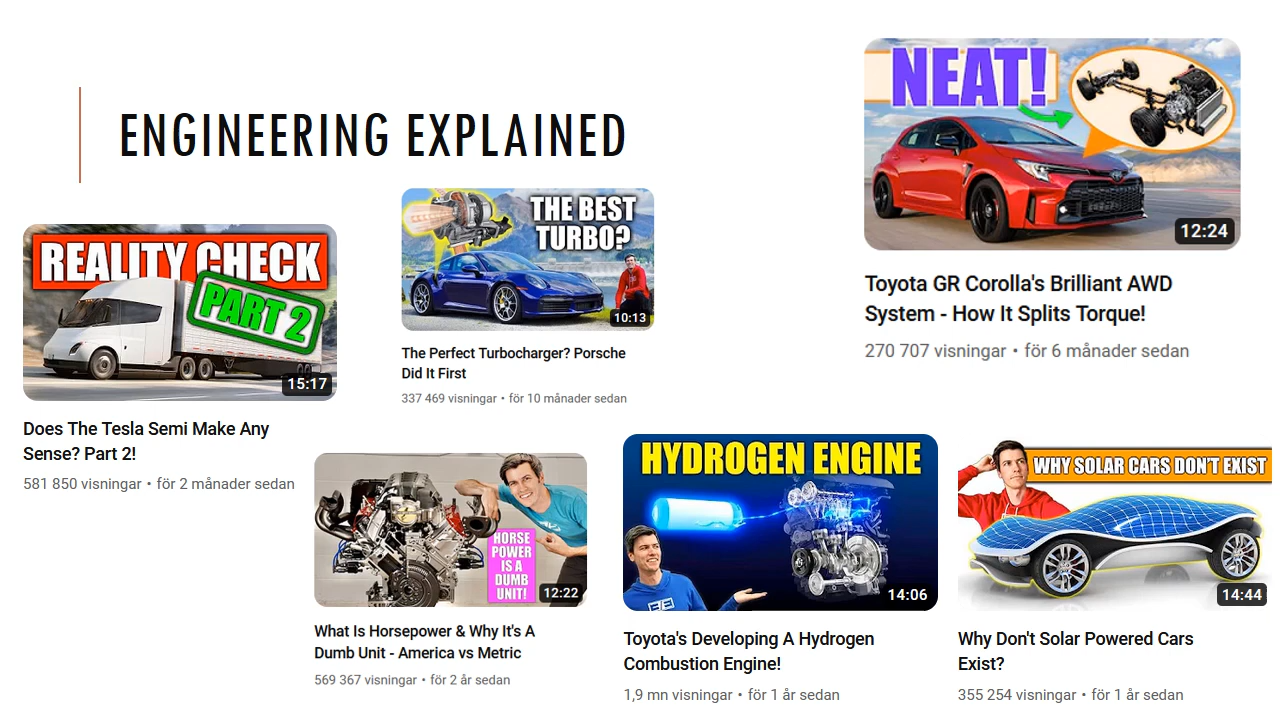 ENGINEERING EXPLAINED
NEAT!
12:24
Toyota GR Corolla's Brilliant AWD
System - How It Splits Torque!
270 707 visningar • för 6 månader sedan
REALITY CHECK
PART 2
15:17
Does The Tesla Semi Make Any
Sense? Part 2!
581 850 visningar • för 2 månader sedan
THE BEST
TURBO?
10:13
The Perfect Turbocharger? Porsche
Did It First
337 469 visningar • för 10 månader sedan
HORSE
POWER
IS A
DUMB
UNIT!
12:22
What Is Horsepower & Why It's A
Dumb Unit - America vs Metric
569 367 visningar • för 2 år sedan
HYDROGEN ENGINE
14:06
Toyota's Developing A Hydrogen
Combustion Engine!
1,9 mn visningar • för 1 år sedan
WHY SOLAR CARS DON'T EXIST
14:44
Why Don't Solar Powered Cars
Exist?
355 254 visningar • för 1 år sedan